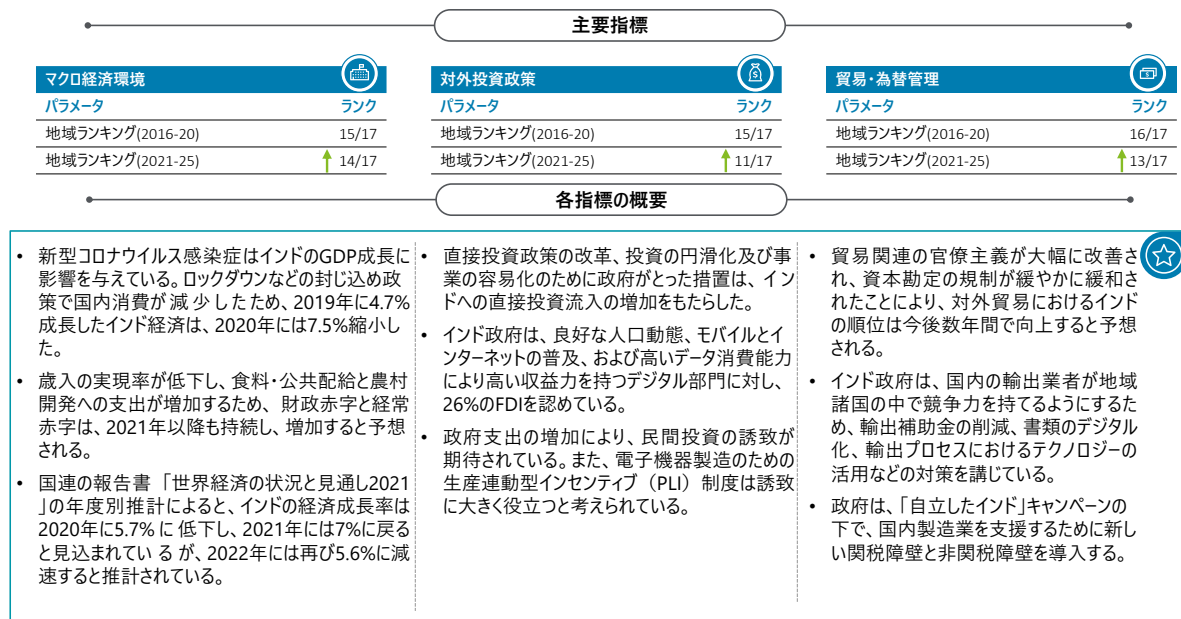 主要指標
マクロ経済環境
パラメータ ランク
地域ランキング(2016-20) 15/17
地域ランキング(2021-25) 14/17
対外投資政策
パラメータ ランク
地域ランキング(2016-20) 15/17
地域ランキング(2021-25) 11/17
貿易・為替管理
パラメータ ランク
地域ランキング(2016-20) 16/17
地域ランキング(2021-25) 13/17
各指標の概要
• 新型コロナウイルス感染症はインドのGDP成長に
影響を与えている。ロックダウンなどの封じ込め政
策で国内消費が減少したため、2019年に4.7%
成長したインド経済は、2020年には7.5%縮小し
た。
• 歳入の実現率が低下し、食料・公共配給と農村
開発への支出が増加するため、 財政赤字と経常
赤字は、2021年以降も持続し、増加すると予想
される。
• 国連の報告書 「世界経済の状況と見通し2021
」の年度別推計によると、インドの経済成長率は
2020年に5.7% に 低下し、2021年には7%に戻る
と見込まれてい る が、2022年には再び5.6%に減
速すると推計されている。
• 直接投資政策の改革、投資の円滑化及び事
業の容易化のために政府がとった措置は、イン
ドへの直接投資流入の増加をもたらした。
• インド政府は、良好な人口動態、モバイルとイ
ンターネットの普及、および高いデータ消費能力
により高い収益力を持つデジタル部門に対し、
26%のFDIを認めている。
• 政府支出の増加により、民間投資の誘致が
期待されている。また、電子機器製造のための
生産連動型インセンティブ（PLI）制度は誘致
に大きく役立つと考えられている。
• 貿易関連の官僚主義が大幅に改善さ
れ、資本勘定の規制が緩やかに緩和さ
れたことにより、対外貿易におけるインド
の順位は今後数年間で向上すると予想
される。
• インド政府は、国内の輸出業者が地域
諸国の中で競争力を持てるようにするた
め、輸出補助金の削減、書類のデジタル
化、輸出プロセスにおけるテクノロジーの
活用などの対策を講じている。
• 政府は、「自立したインド」キャンペーンの
下で、国内製造業を支援するために新し
い関税障壁と非関税障壁を導入する。